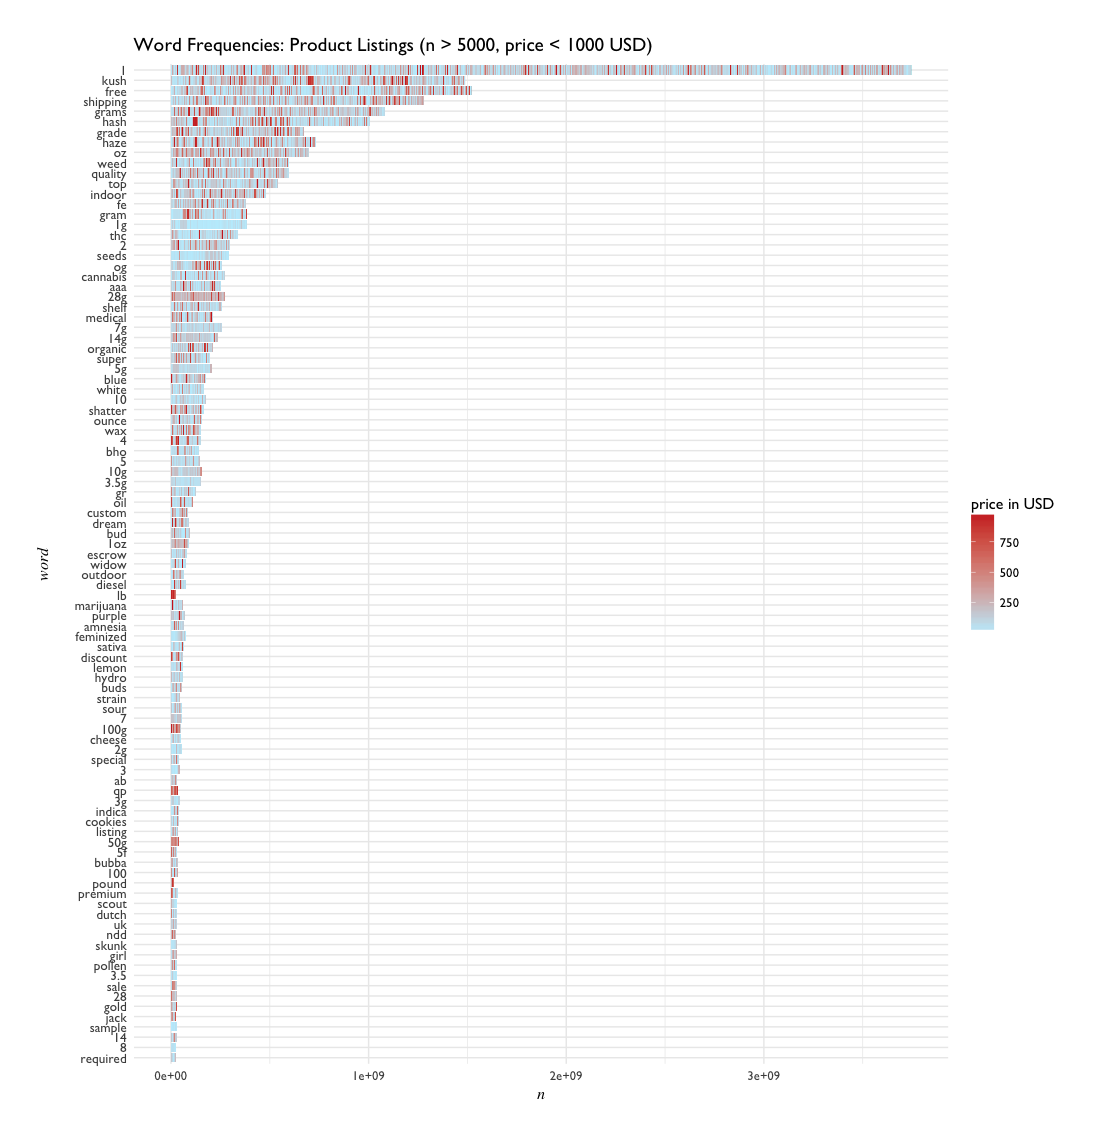 Word Frequencies: Product Listings (n > 5000, price < 1000 USD)
1
kush
free
shipping
grams
hash
grade
haze
oz
weed
quality
top
indoor
fe
gram
1g
thc
2
seeds
og
cannabis
aaa
28g
shelf
medical
7g
14g
organic
super
5g
blue
white
10
shatter
ounce
wax
4
bho
5
10g
3.5g
gr
oil
custom
dream
bud
1oz
escrow
widow
outdoor
diesel
lb
marijuana
purple
amnesia
feminized
sativa
discount
lemon
hydro
buds
strain
sour
7
100g
cheese
2g
special
3
ab
qp
3g
indica
cookies
listing
50g
5f
bubba
100
pound
premium
scout
dutch
uk
ndd
skunk
girl
pollen
3.5
sale
28
gold
jack
sample
14
8
required
word
0e+00 1e+09 2e+09 3e+09
n
price in USD
750
500
250